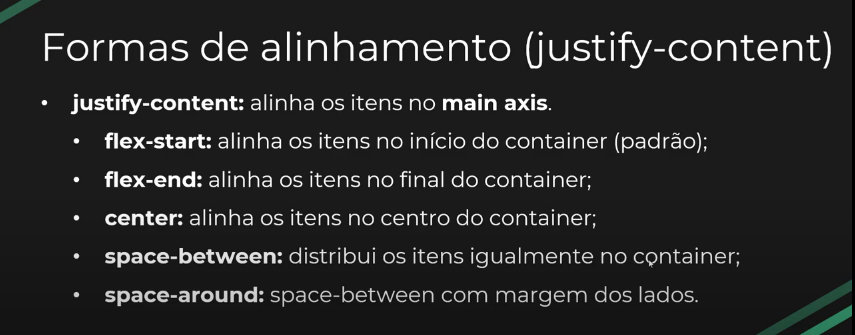 Formas de alinhamento (justify-content)
• justify-content: alinha os itens no main axis.
• flex-start: alinha os itens no início do container (padrão);
• flex-end: alinha os itens no final do container;
• center: alinha os itens no centro do container;
• space-between: distribui os itens igualmente no container;
• space-around: space-between com margem dos lados.